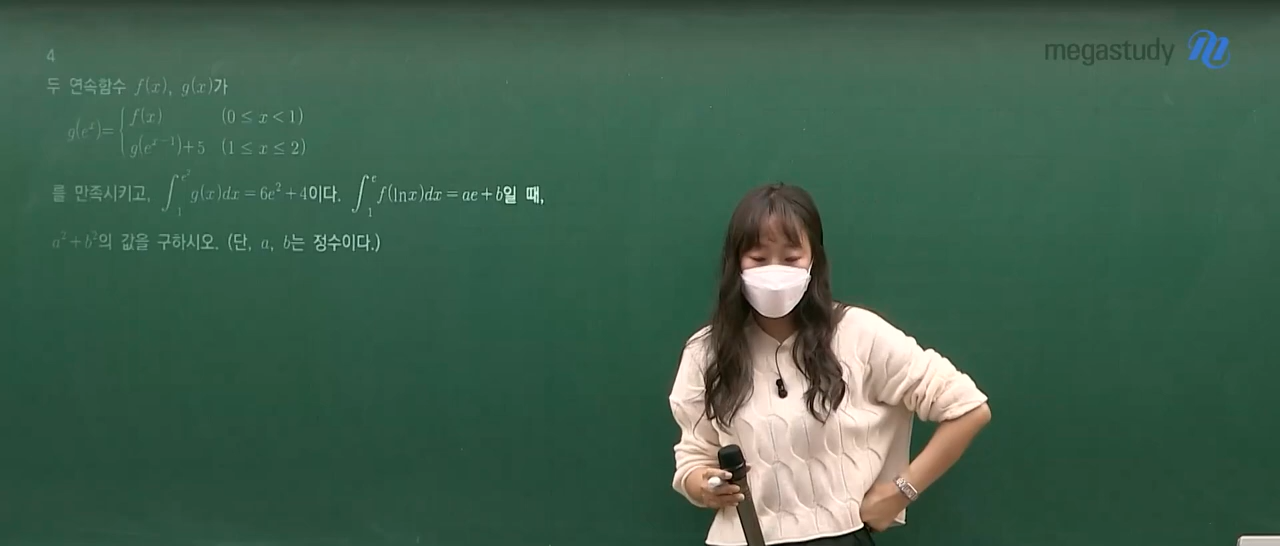 megastudy
4
두 연속함수 f(x), g(x)가
g(e^x)= { f(x) (0 ≤ x < 1)
g(e^{x-1})+5 (1 ≤ x ≤ 2)
를 만족시키고, ∫_1^{e^2} g(x)dx = 6e^2+4이다. ∫_1^e f(lnx)dx = ae+b일 때,
a^2+b^2의 값을 구하시오. (단, a, b는 정수이다.)